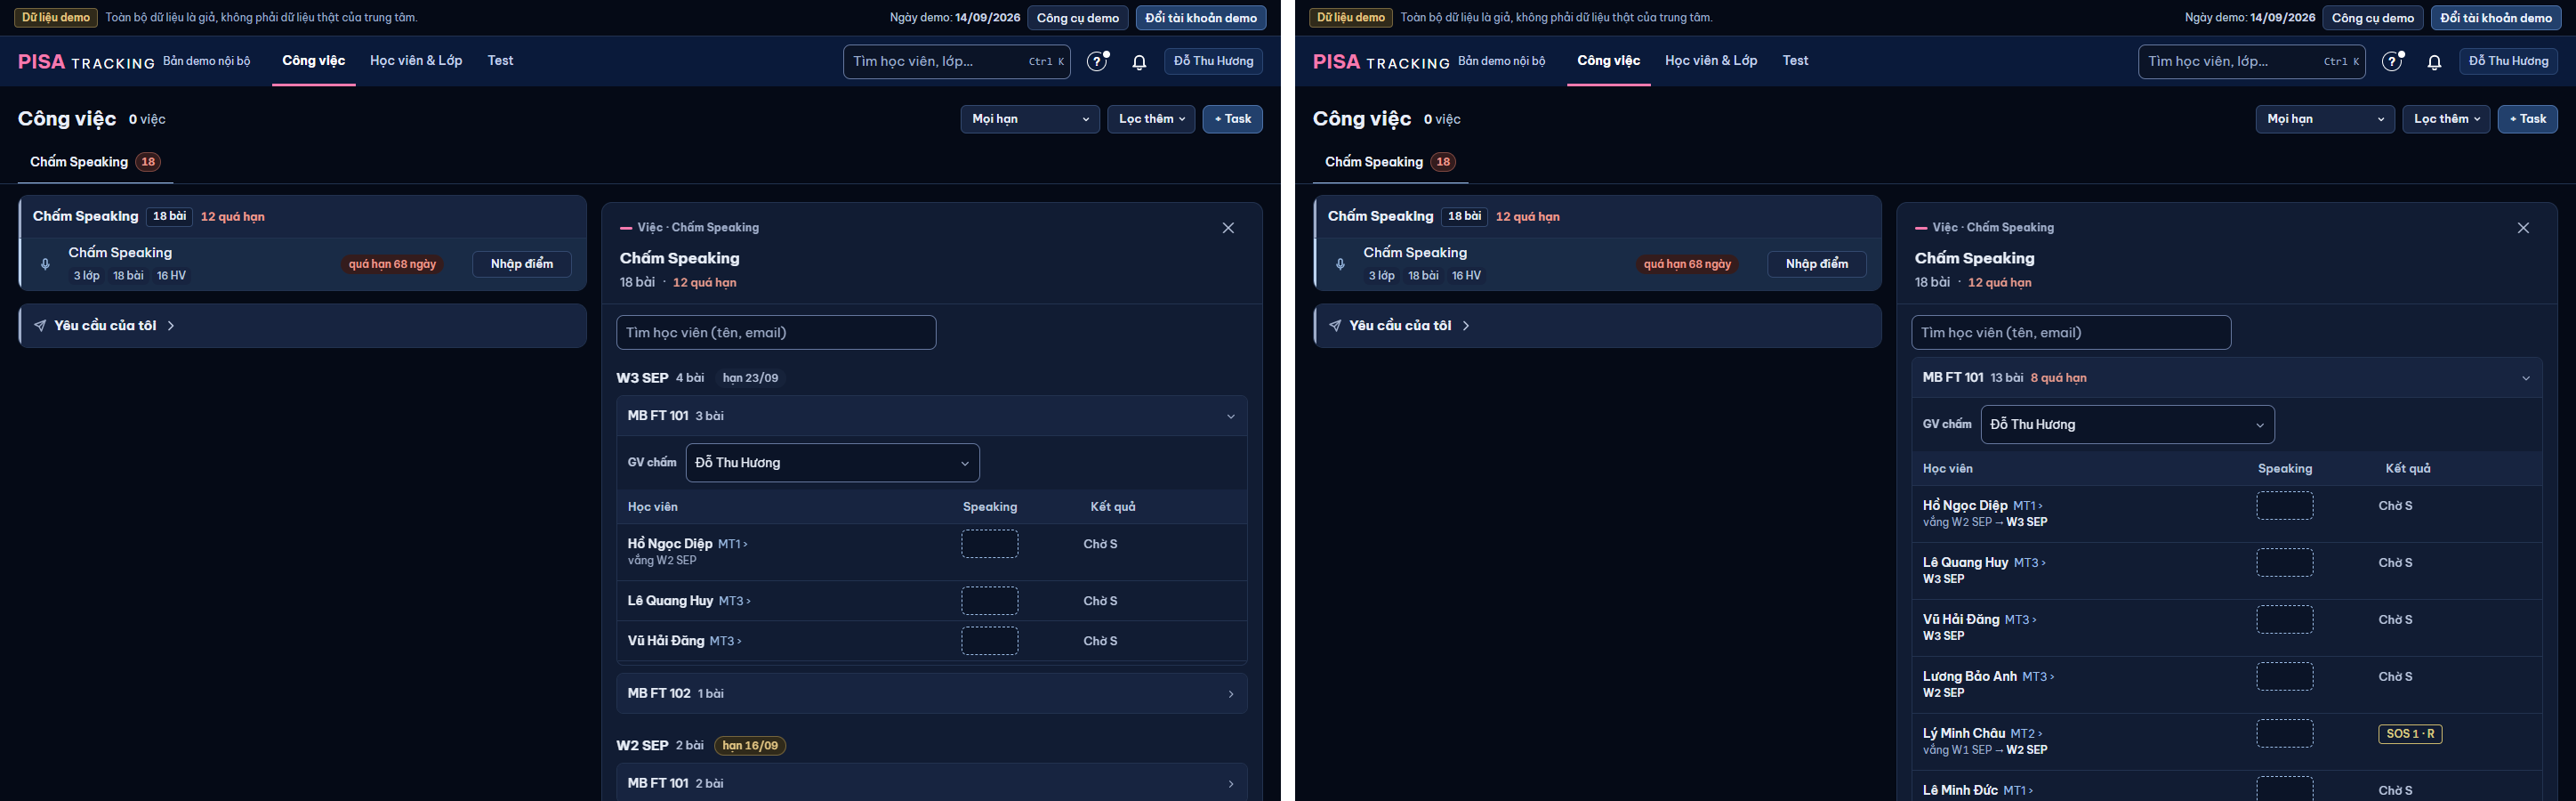 Dữ liệu demo Toàn bộ dữ liệu là giả, không phải dữ liệu thật của trung tâm. Ngày demo: 14/09/2026 Công cụ demo Đổi tài khoản demo
PISA TRACKING Bản demo nội bộ Công việc Học viên & Lớp Test Tìm học viên, lớp... Ctrl K ? Đỗ Thu Hương
Công việc 0 việc Mọi hạn Lọc thêm + Task
Chấm Speaking 18
Chấm Speaking 18 bài 12 quá hạn
Chấm Speaking
3 lớp 18 bài 16 HV
quá hạn 68 ngày Nhập điểm
Yêu cầu của tôi
Việc · Chấm Speaking
Chấm Speaking
18 bài · 12 quá hạn
Tìm học viên (tên, email)
W3 SEP 4 bài hạn 23/09
MB FT 101 3 bài
GV chấm Đỗ Thu Hương
Học viên Speaking Kết quả
Hồ Ngọc Diệp MT1 › Chờ S
vắng W2 SEP
Lê Quang Huy MT3 › Chờ S
Vũ Hải Đăng MT3 › Chờ S
MB FT 102 1 bài
W2 SEP 2 bài hạn 16/09
MB FT 101 2 bài
Dữ liệu demo Toàn bộ dữ liệu là giả, không phải dữ liệu thật của trung tâm. Ngày demo: 14/09/2026 Công cụ demo Đổi tài khoản demo
PISA TRACKING Bản demo nội bộ Công việc Học viên & Lớp Test Tìm học viên, lớp... Ctrl K ? Đỗ Thu Hương
Công việc 0 việc Mọi hạn Lọc thêm + Task
Chấm Speaking 18
Chấm Speaking 18 bài 12 quá hạn
Chấm Speaking
3 lớp 18 bài 16 HV
quá hạn 68 ngày Nhập điểm
Yêu cầu của tôi
Việc · Chấm Speaking
Chấm Speaking
18 bài · 12 quá hạn
Tìm học viên (tên, email)
MB FT 101 13 bài 8 quá hạn
GV chấm Đỗ Thu Hương
Học viên Speaking Kết quả
Hồ Ngọc Diệp MT1 › Chờ S
vắng W2 SEP → W3 SEP
Lê Quang Huy MT3 › Chờ S
W3 SEP
Vũ Hải Đăng MT3 › Chờ S
W3 SEP
Lương Bảo Anh MT3 › Chờ S
W2 SEP
Lý Minh Châu MT2 › SOS 1 · R
vắng W1 SEP → W2 SEP
Lê Minh Đức MT1 › Chờ S